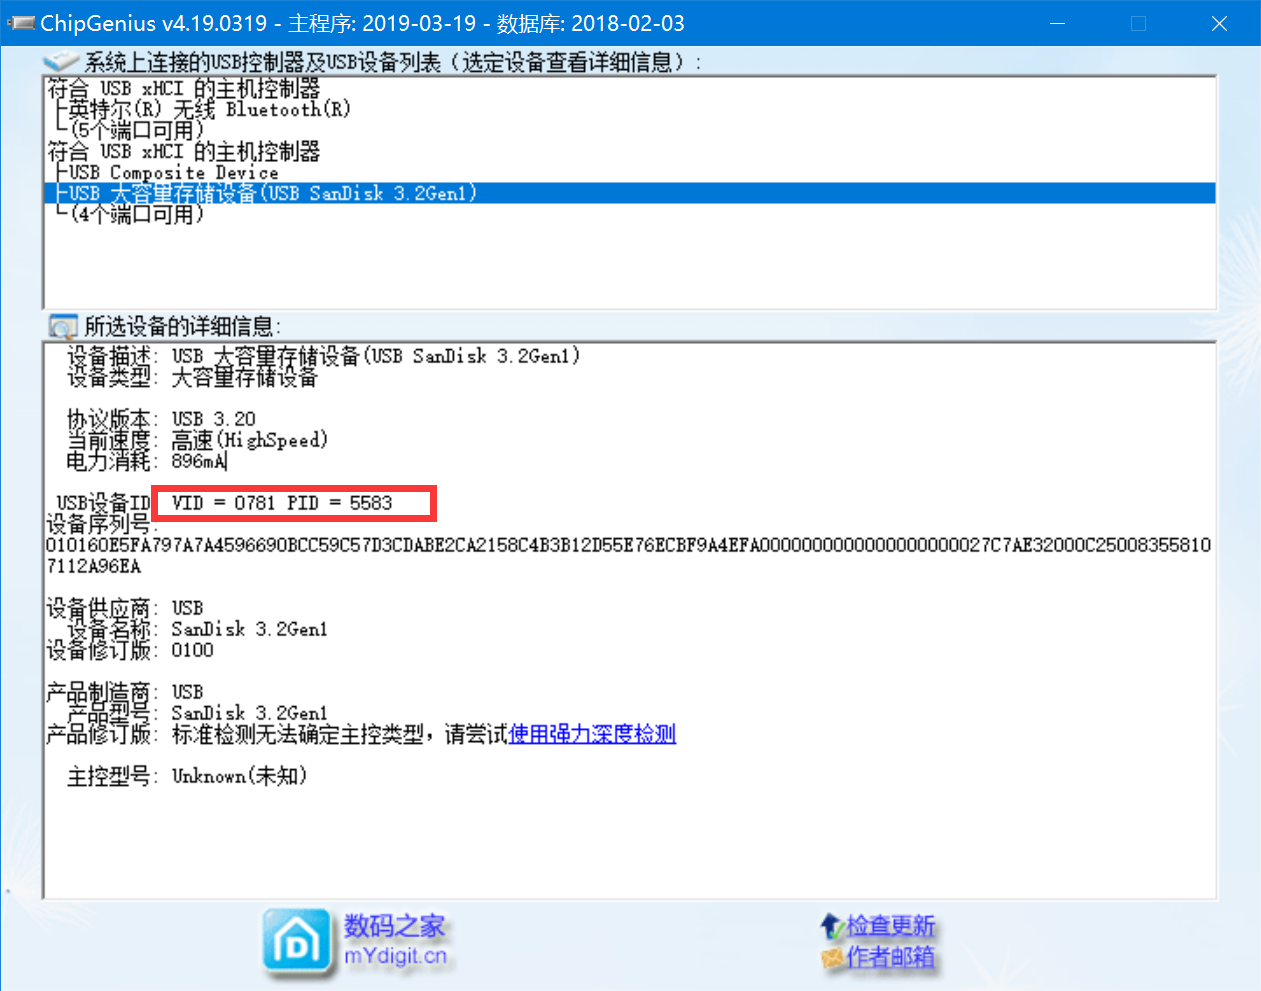 ChipGenius v4.19.0319 - 主程序: 2019-03-19 - 数据库: 2018-02-03
系统上连接的USB控制器及USB设备列表（选定设备查看详细信息）:
符合 USB xHCI 的主机控制器
├英特尔(R) 无线 Bluetooth(R)
└(5个端口可用)
符合 USB xHCI 的主机控制器
├USB Composite Device
├USB 大容量存储设备(USB SanDisk 3.2Gen1)
└(4个端口可用)
所选设备的详细信息:
设备描述: USB 大容量存储设备(USB SanDisk 3.2Gen1)
设备类型: 大容量存储设备
协议版本: USB 3.20
当前速度: 高速(HighSpeed)
电力消耗: 896mA
USB设备ID: VID = 0781 PID = 5583
设备序列号:
010160E5FA797A7A4596690BCC59C57D3CDABE2CA2158C4B3B12D55E76ECBF9A4EFA0000000000000000000027C7AE32000C25008355810
7112A96EA
设备供应商: USB
设备名称: SanDisk 3.2Gen1
设备修订版: 0100
产品制造商: USB
产品型号: SanDisk 3.2Gen1
产品修订版: 标准检测无法确定主控类型，请尝试使用强力深度检测
主控型号: Unknown(未知)
数码之家
mYdigit.cn
检查更新
作者邮箱